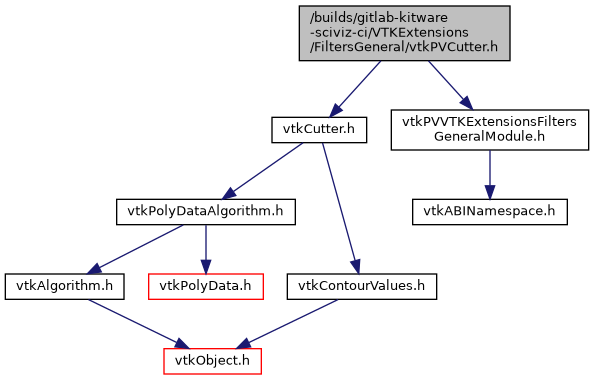 /builds/gitlab-kitware
-sciviz-ci/VTKExtensions
/FiltersGeneral/vtkPVCutter.h
vtkCutter.h
vtkPVVTKExtensionsFilters
GeneralModule.h
vtkPolyDataAlgorithm.h
vtkABINamespace.h
vtkAlgorithm.h
vtkPolyData.h
vtkContourValues.h
vtkObject.h